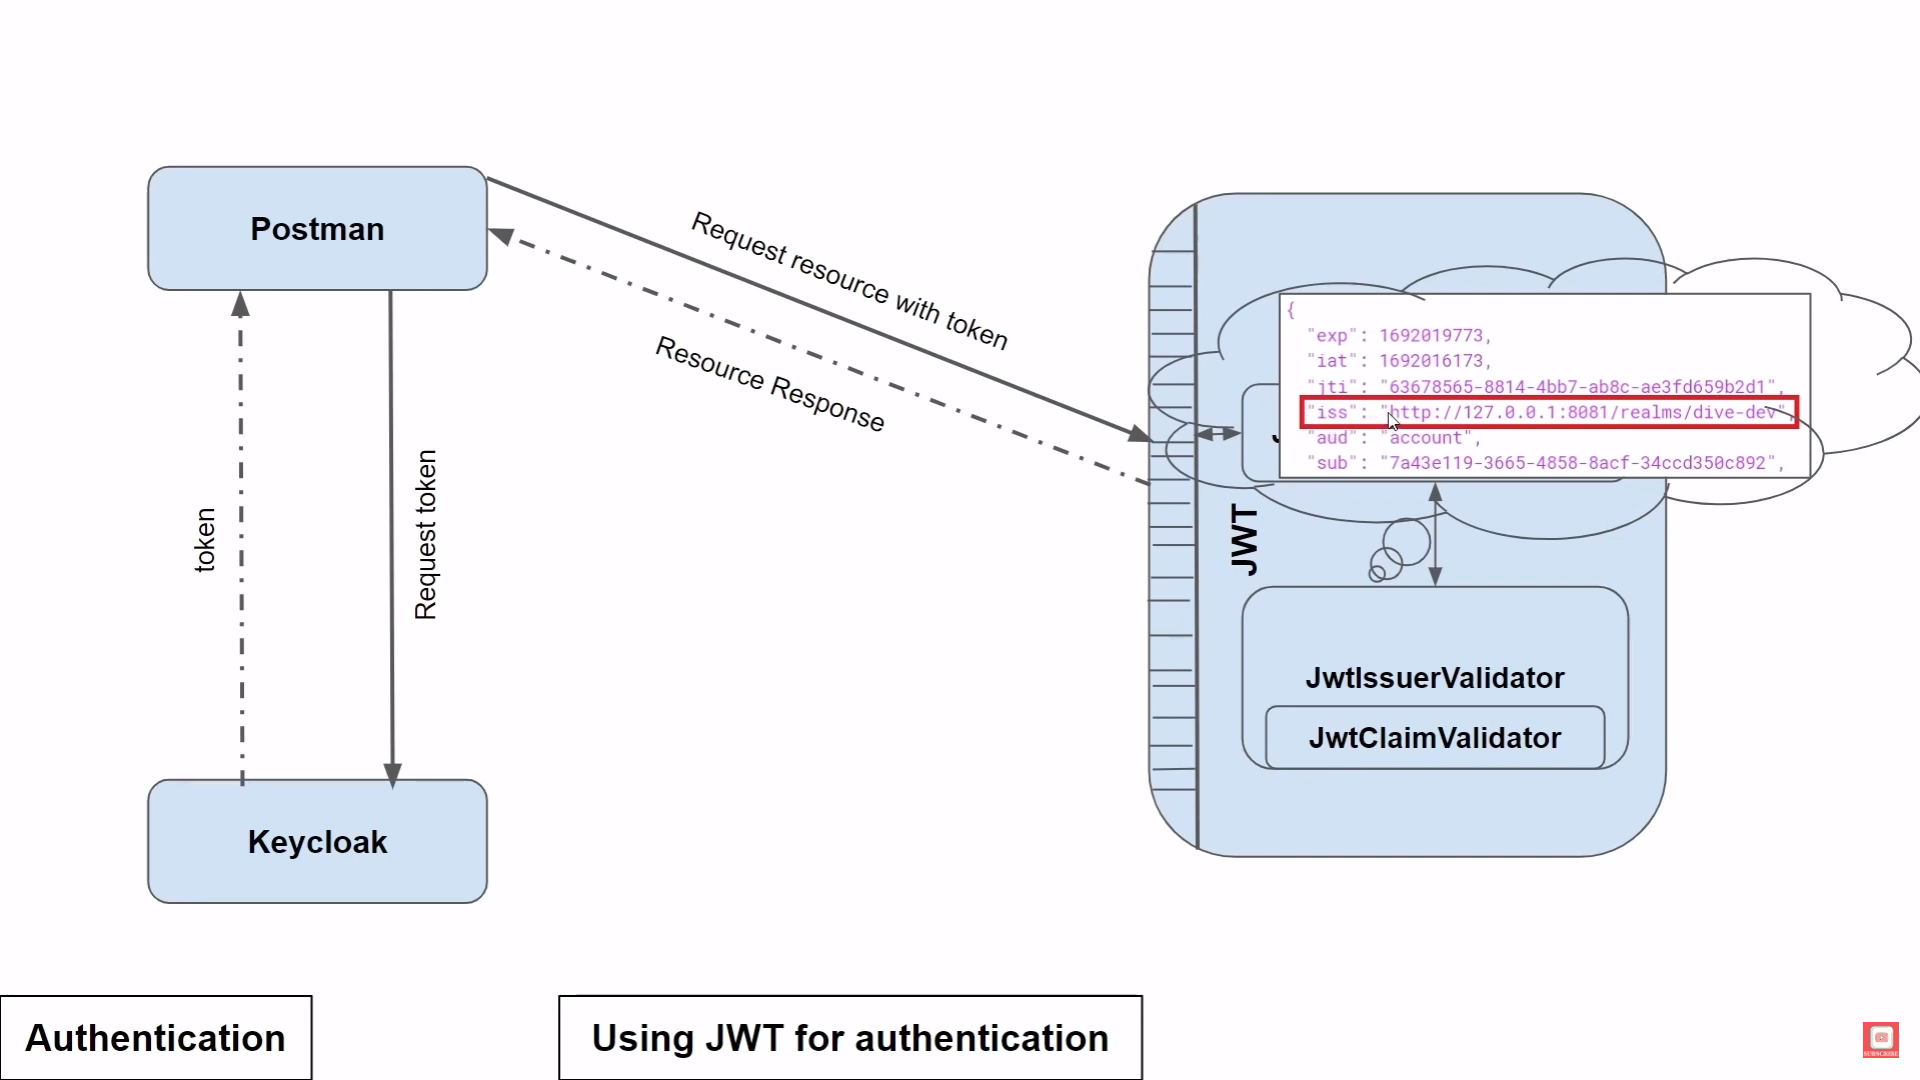 Postman
Request resource with token
Resource Response
{
"exp": 1692019773,
"iat": 1692016173,
"jti": "63678565-8814-4bb7-ab8c-ae3fd659b2d1",
"iss": "http://127.0.0.1:8081/realms/dive-dev",
"aud": "account",
"sub": "7a43e119-3665-4858-8acf-34ccd350c892",
token
Request token
JWT
JwtIssuerValidator
JwtClaimValidator
Keycloak
Authentication
Using JWT for authentication
SUBSCRIBE